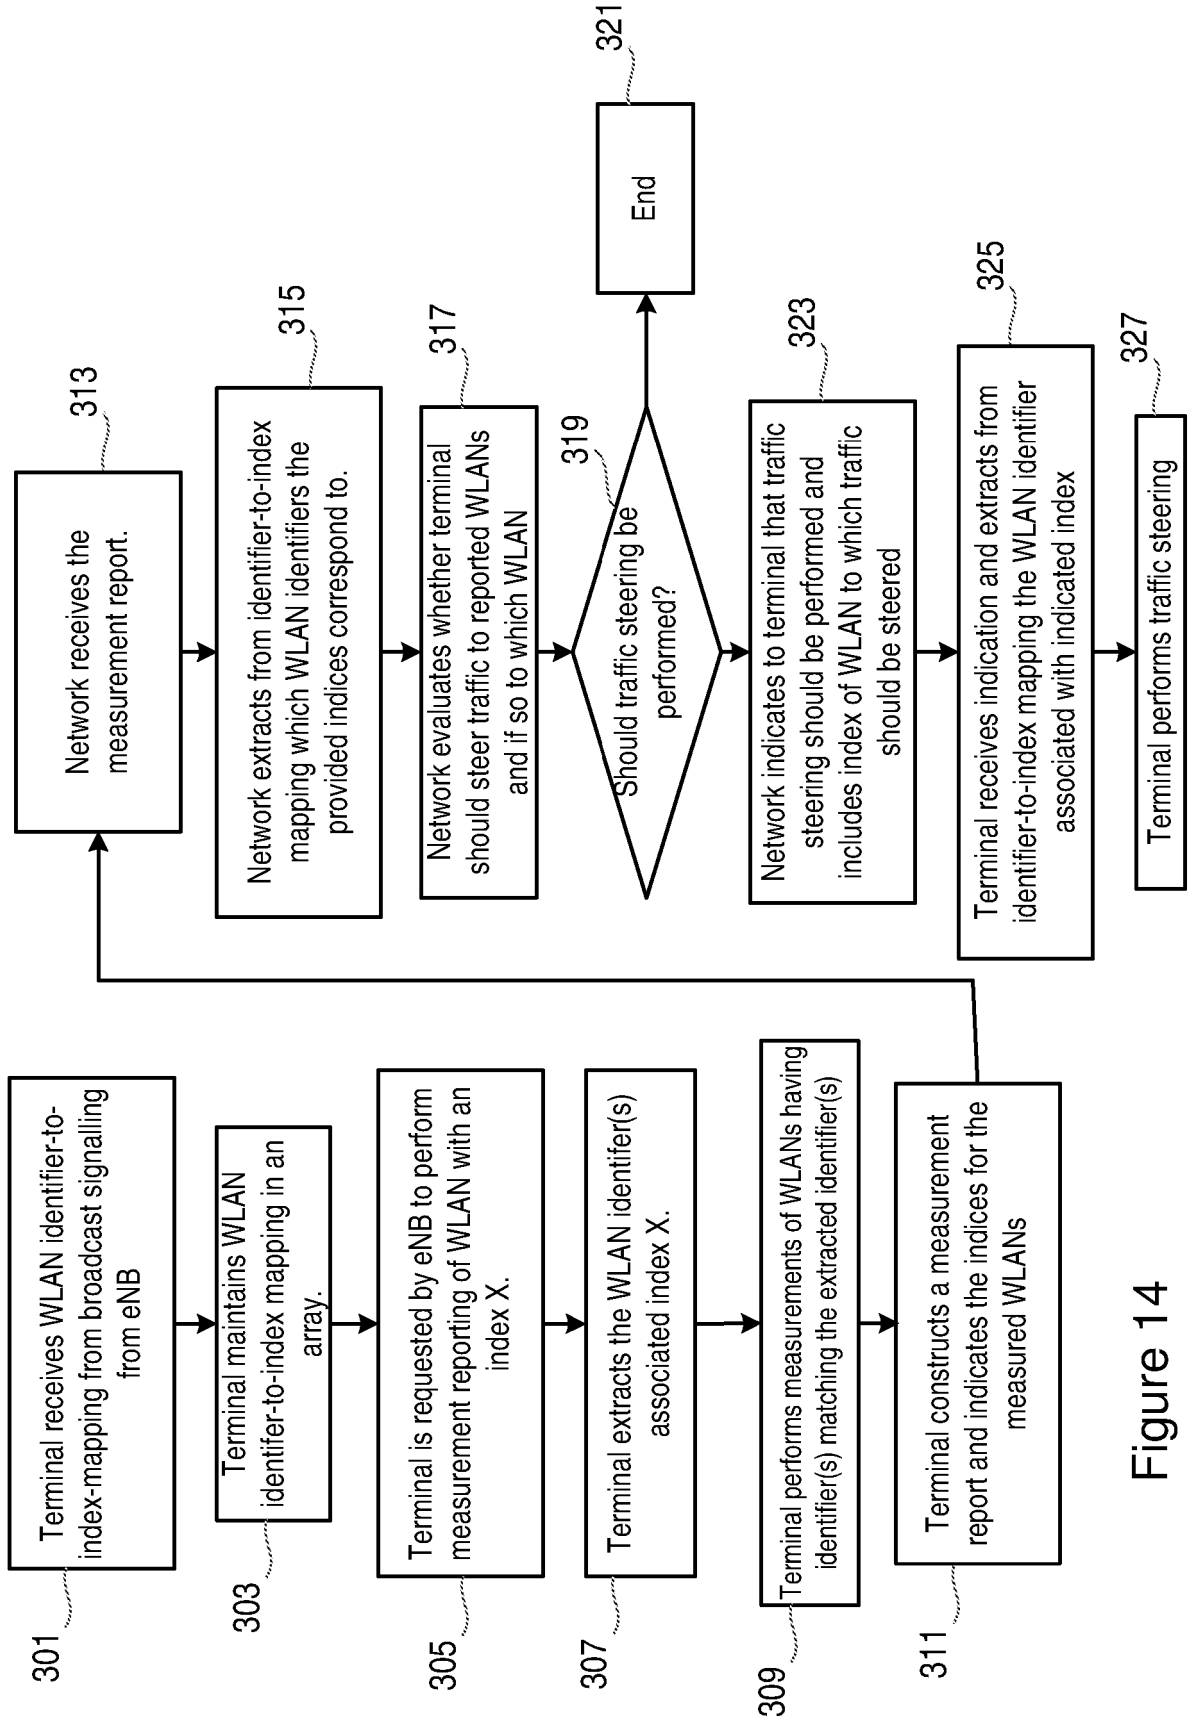 301
Terminal receives WLAN identifier-to-
index-mapping from broadcast signalling
from eNB
303
Terminal maintains WLAN
identifer-to-index mapping in an
array.
305
Terminal is requested by eNB to perform
measurement reporting of WLAN with an
index X.
307
Terminal extracts the WLAN identifer(s)
associated index X.
309
Terminal performs measurements of WLANs having
identifier(s) matching the extracted identifier(s)
311
Terminal constructs a measurement
report and indicates the indices for the
measured WLANs
313
Network receives the
measurement report.
315
Network extracts from identifier-to-index
mapping which WLAN identifiers the
provided indices correspond to.
317
Network evaluates whether terminal
should steer traffic to reported WLANs
and if so to which WLAN
319
Should traffic steering be
performed?
321
End
323
Network indicates to terminal that traffic
steering should be performed and
includes index of WLAN to which traffic
should be steered
325
Terminal receives indication and extracts from
identifier-to-index mapping the WLAN identifier
associated with indicated index
327
Terminal performs traffic steering
Figure 14